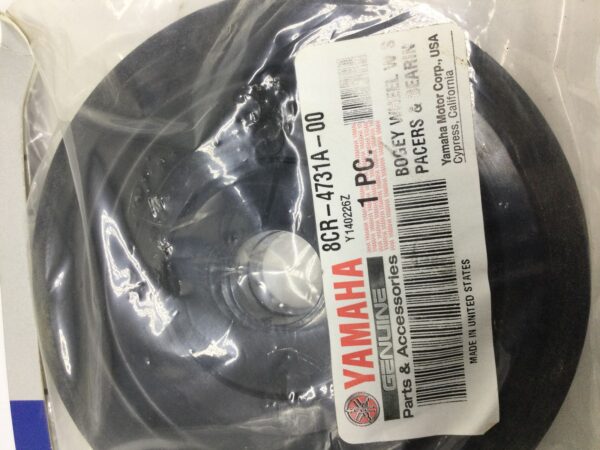 8CR-4731A-00
Y140226Z
1 PC.
BOGEY WHEEL W S
PACERS & BEARIN
YAMAHA
GENUINE
Parts & Accessories
Yamaha Motor Corp., USA
Cypress, California
MADE IN UNITED STATES